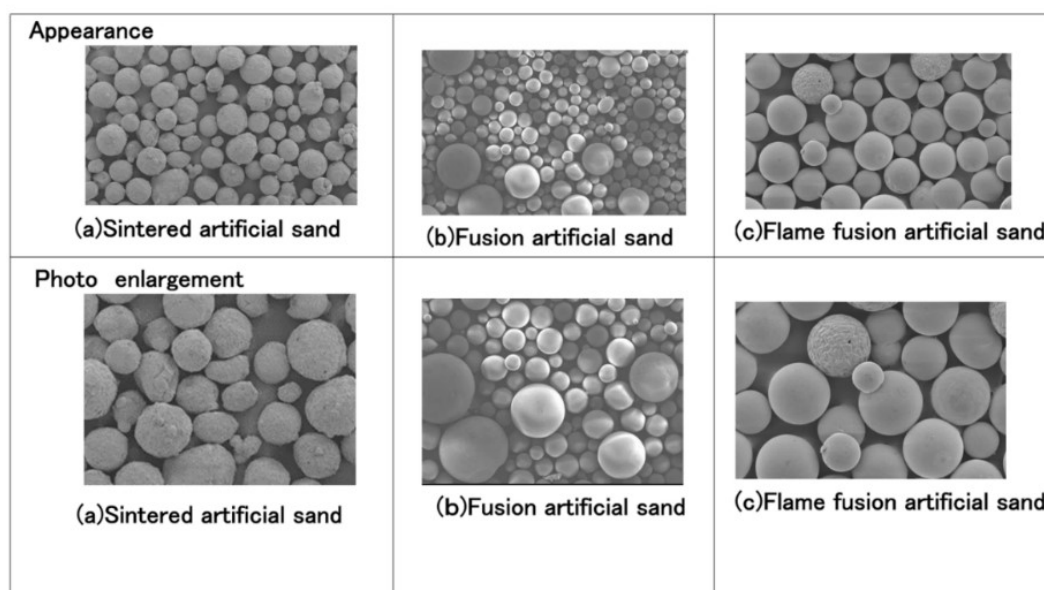 Appearance
(a)Sintered artificial sand
(b)Fusion artificial sand
(c)Flame fusion artificial sand
Photo enlargement
(a)Sintered artificial sand
(b)Fusion artificial sand
(c)Flame fusion artificial sand